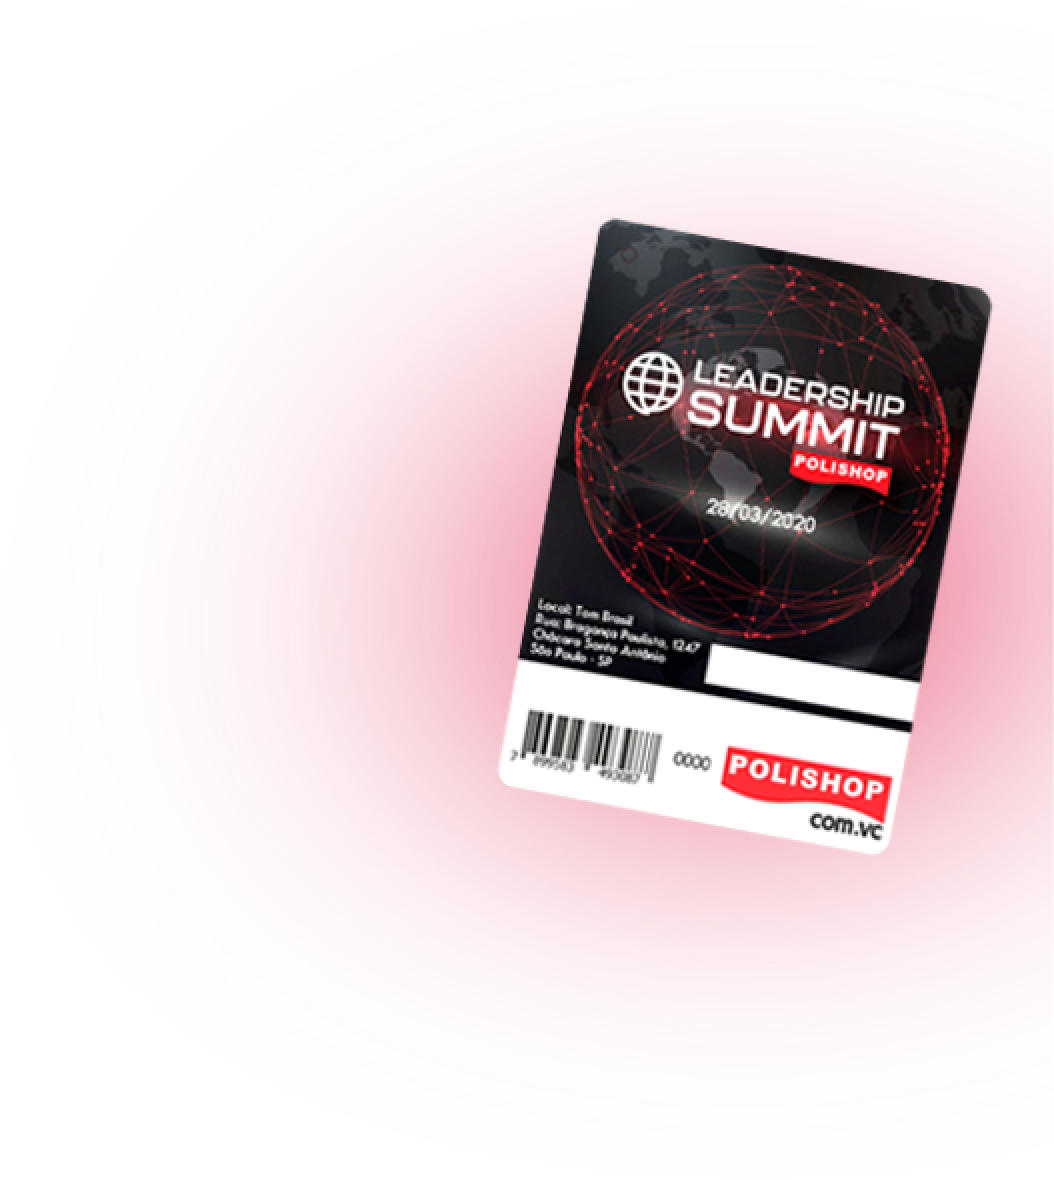 LEADERSHIP
SUMMIT
POLISHOP
28/03/2020
Local: Tom Brasil
Rua: Bragança Paulista, 1247
Chácara Santo Antônio
São Paulo - SP
7 899563 493087
0000
POLISHOP
com.vc